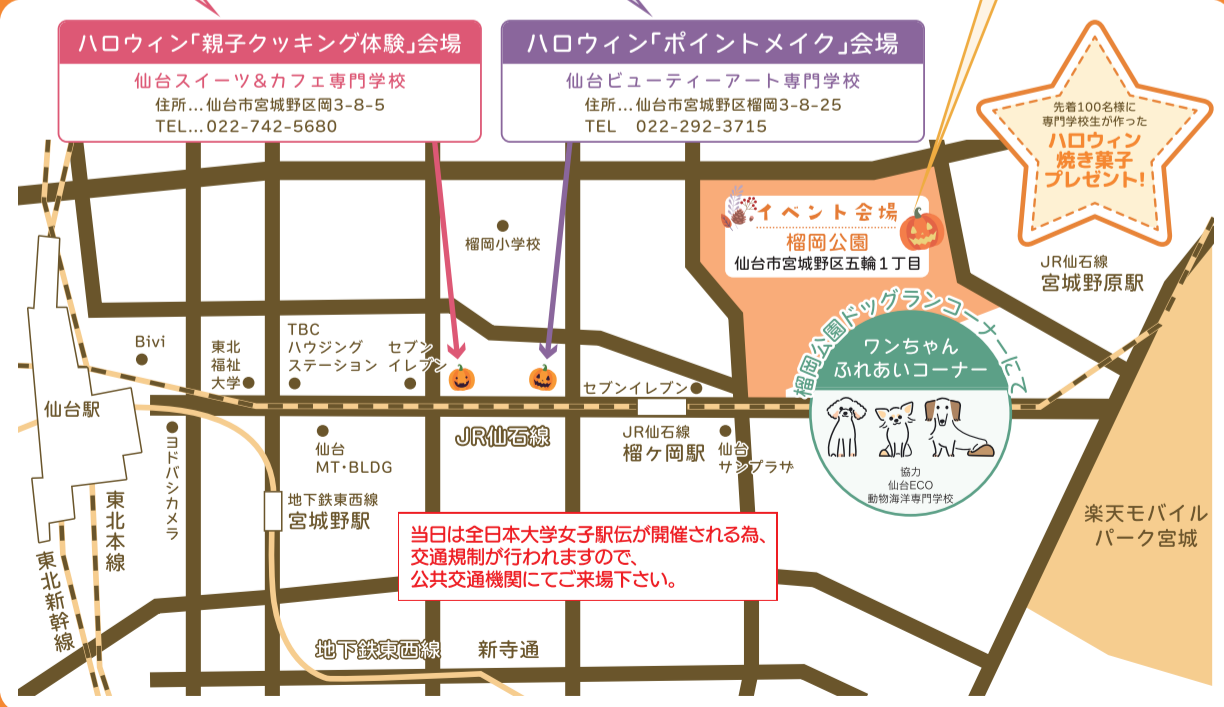 ハロウィン「親子クッキング体験」会場
仙台スイーツ&カフェ専門学校
住所…仙台市宮城野区岡3-8-5
TEL…022-742-5680
ハロウィン「ポイントメイク」会場
仙台ビューティーアート専門学校
住所…仙台市宮城野区榴岡3-8-25
TEL 022-292-3715
先着100名様に
専門学校生が作った
ハロウィン
焼き菓子
プレゼント!
イベント会場
榴岡公園
仙台市宮城野区五輪1丁目
榴岡小学校
JR仙石線
宮城野原駅
榴岡公園ドッグランコーナーにて
ワンちゃん
ふれあいコーナー
協力
仙台ECO
動物海洋専門学校
Bivi
東北
福祉
大学
TBC
ハウジング
ステーション
セブン
イレブン
セブンイレブン
仙台駅
ヨドバシカメラ
仙台
MT・BLDG
JR仙石線
JR仙石線
榴ケ岡駅
仙台
サンプラザ
地下鉄東西線
宮城野駅
東北本線
東北新幹線
当日は全日本大学女子駅伝が開催される為、
交通規制が行われますので、
公共交通機関にてご来場下さい。
楽天モバイル
パーク宮城
地下鉄東西線
新寺通